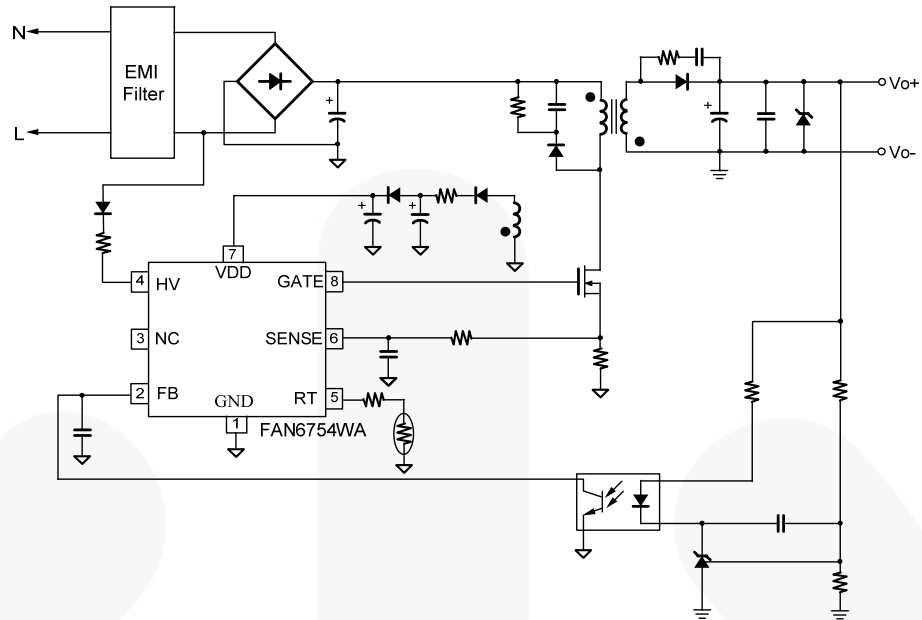 N
EMI
Filter
L
+
+
Vo+
Vo-
+
+
7
VDD
4 HV
GATE 8
3 NC
SENSE 6
2 FB
RT 5
GND
1
FAN6754WA